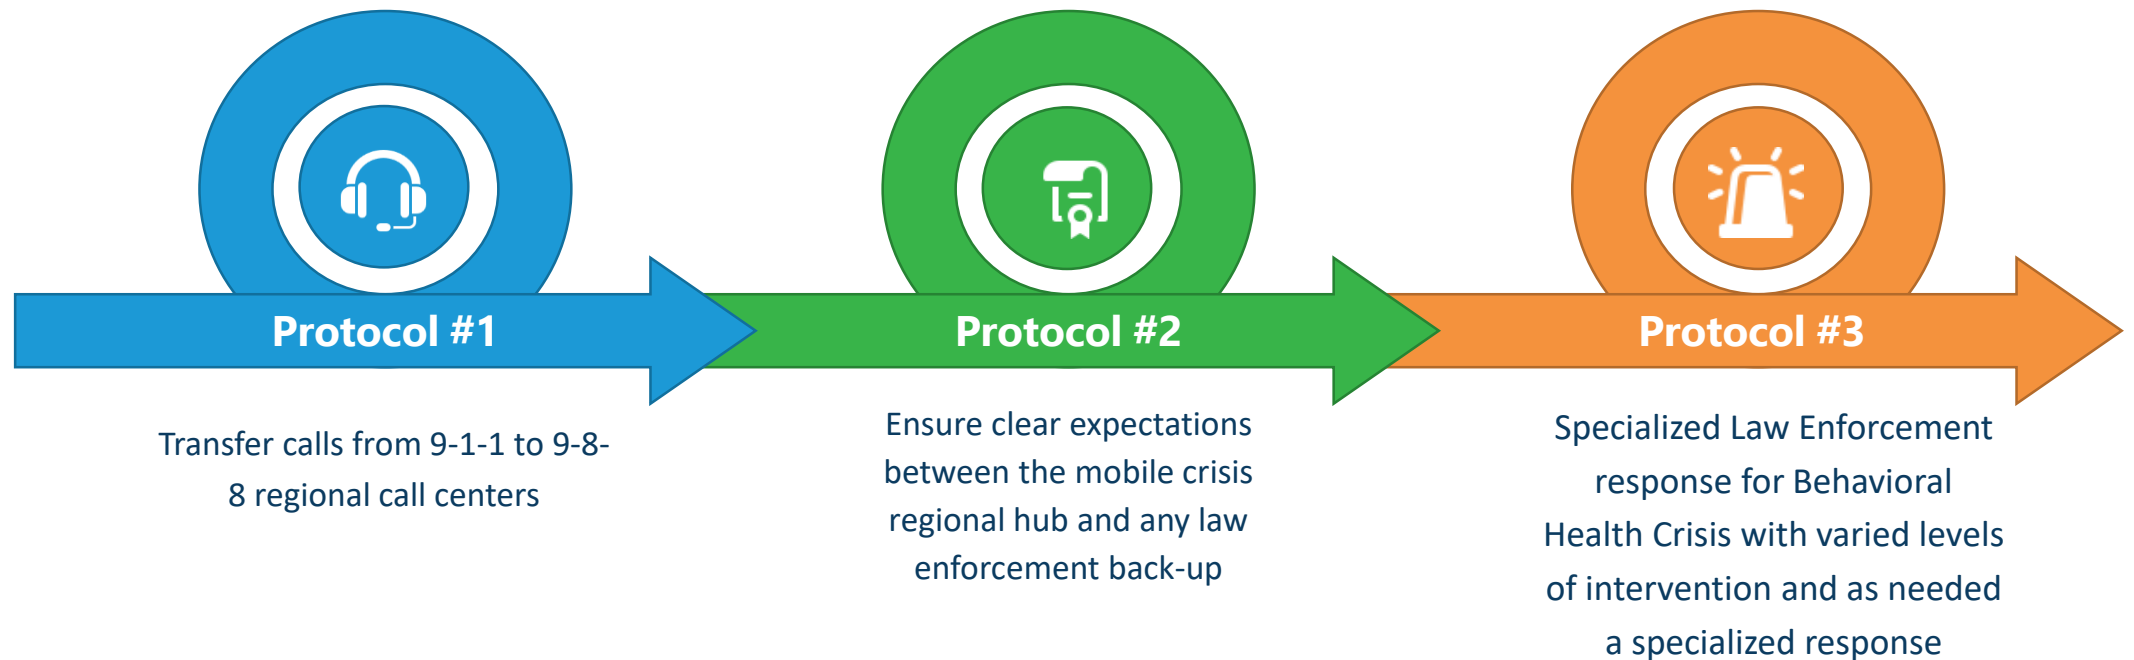 Protocol #1
Transfer calls from 9-1-1 to 9-8-
8 regional call centers
Protocol #2
Ensure clear expectations
between the mobile crisis
regional hub and any law
enforcement back-up
Protocol #3
Specialized Law Enforcement
response for Behavioral
Health Crisis with varied levels
of intervention and as needed
a specialized response